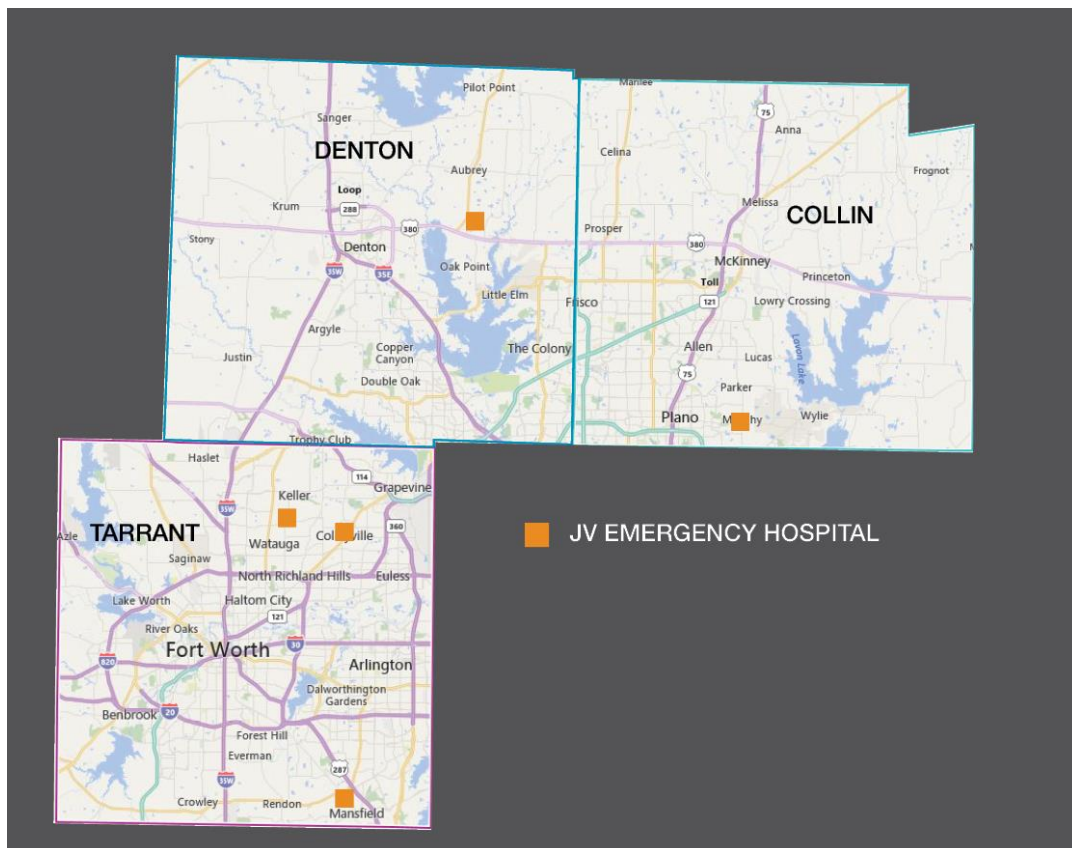 Marilee
Pilot Point
75
Sanger
Anna
DENTON
Celina
Aubrey
Frognot
Loop
Melissa
Krum
288
COLLIN
Stony
380
Prosper
Denton
380
McKinney
35W
35E
Oak Point
Princeton
Toll
Little Elm
Frisco
121
Lowry Crossing
Argyle
Lavon Lake
Justin
Copper
Canyon
The Colony
Allen
Lucas
75
Double Oak
Parker
Plano
Wylie
Trophy Club
Haslet
114
Keller
Grapevine
35W
TARRANT
360
JV EMERGENCY HOSPITAL
Azle
Watauga
Saginaw
North Richland Hills
Euless
Lake Worth
Haltom City
121
River Oaks
Fort Worth
30
820
Arlington
Dalworthington
Gardens
Benbrook
20
Forest Hill
Everman
287
35W
Crowley
Rendon
Mansfield